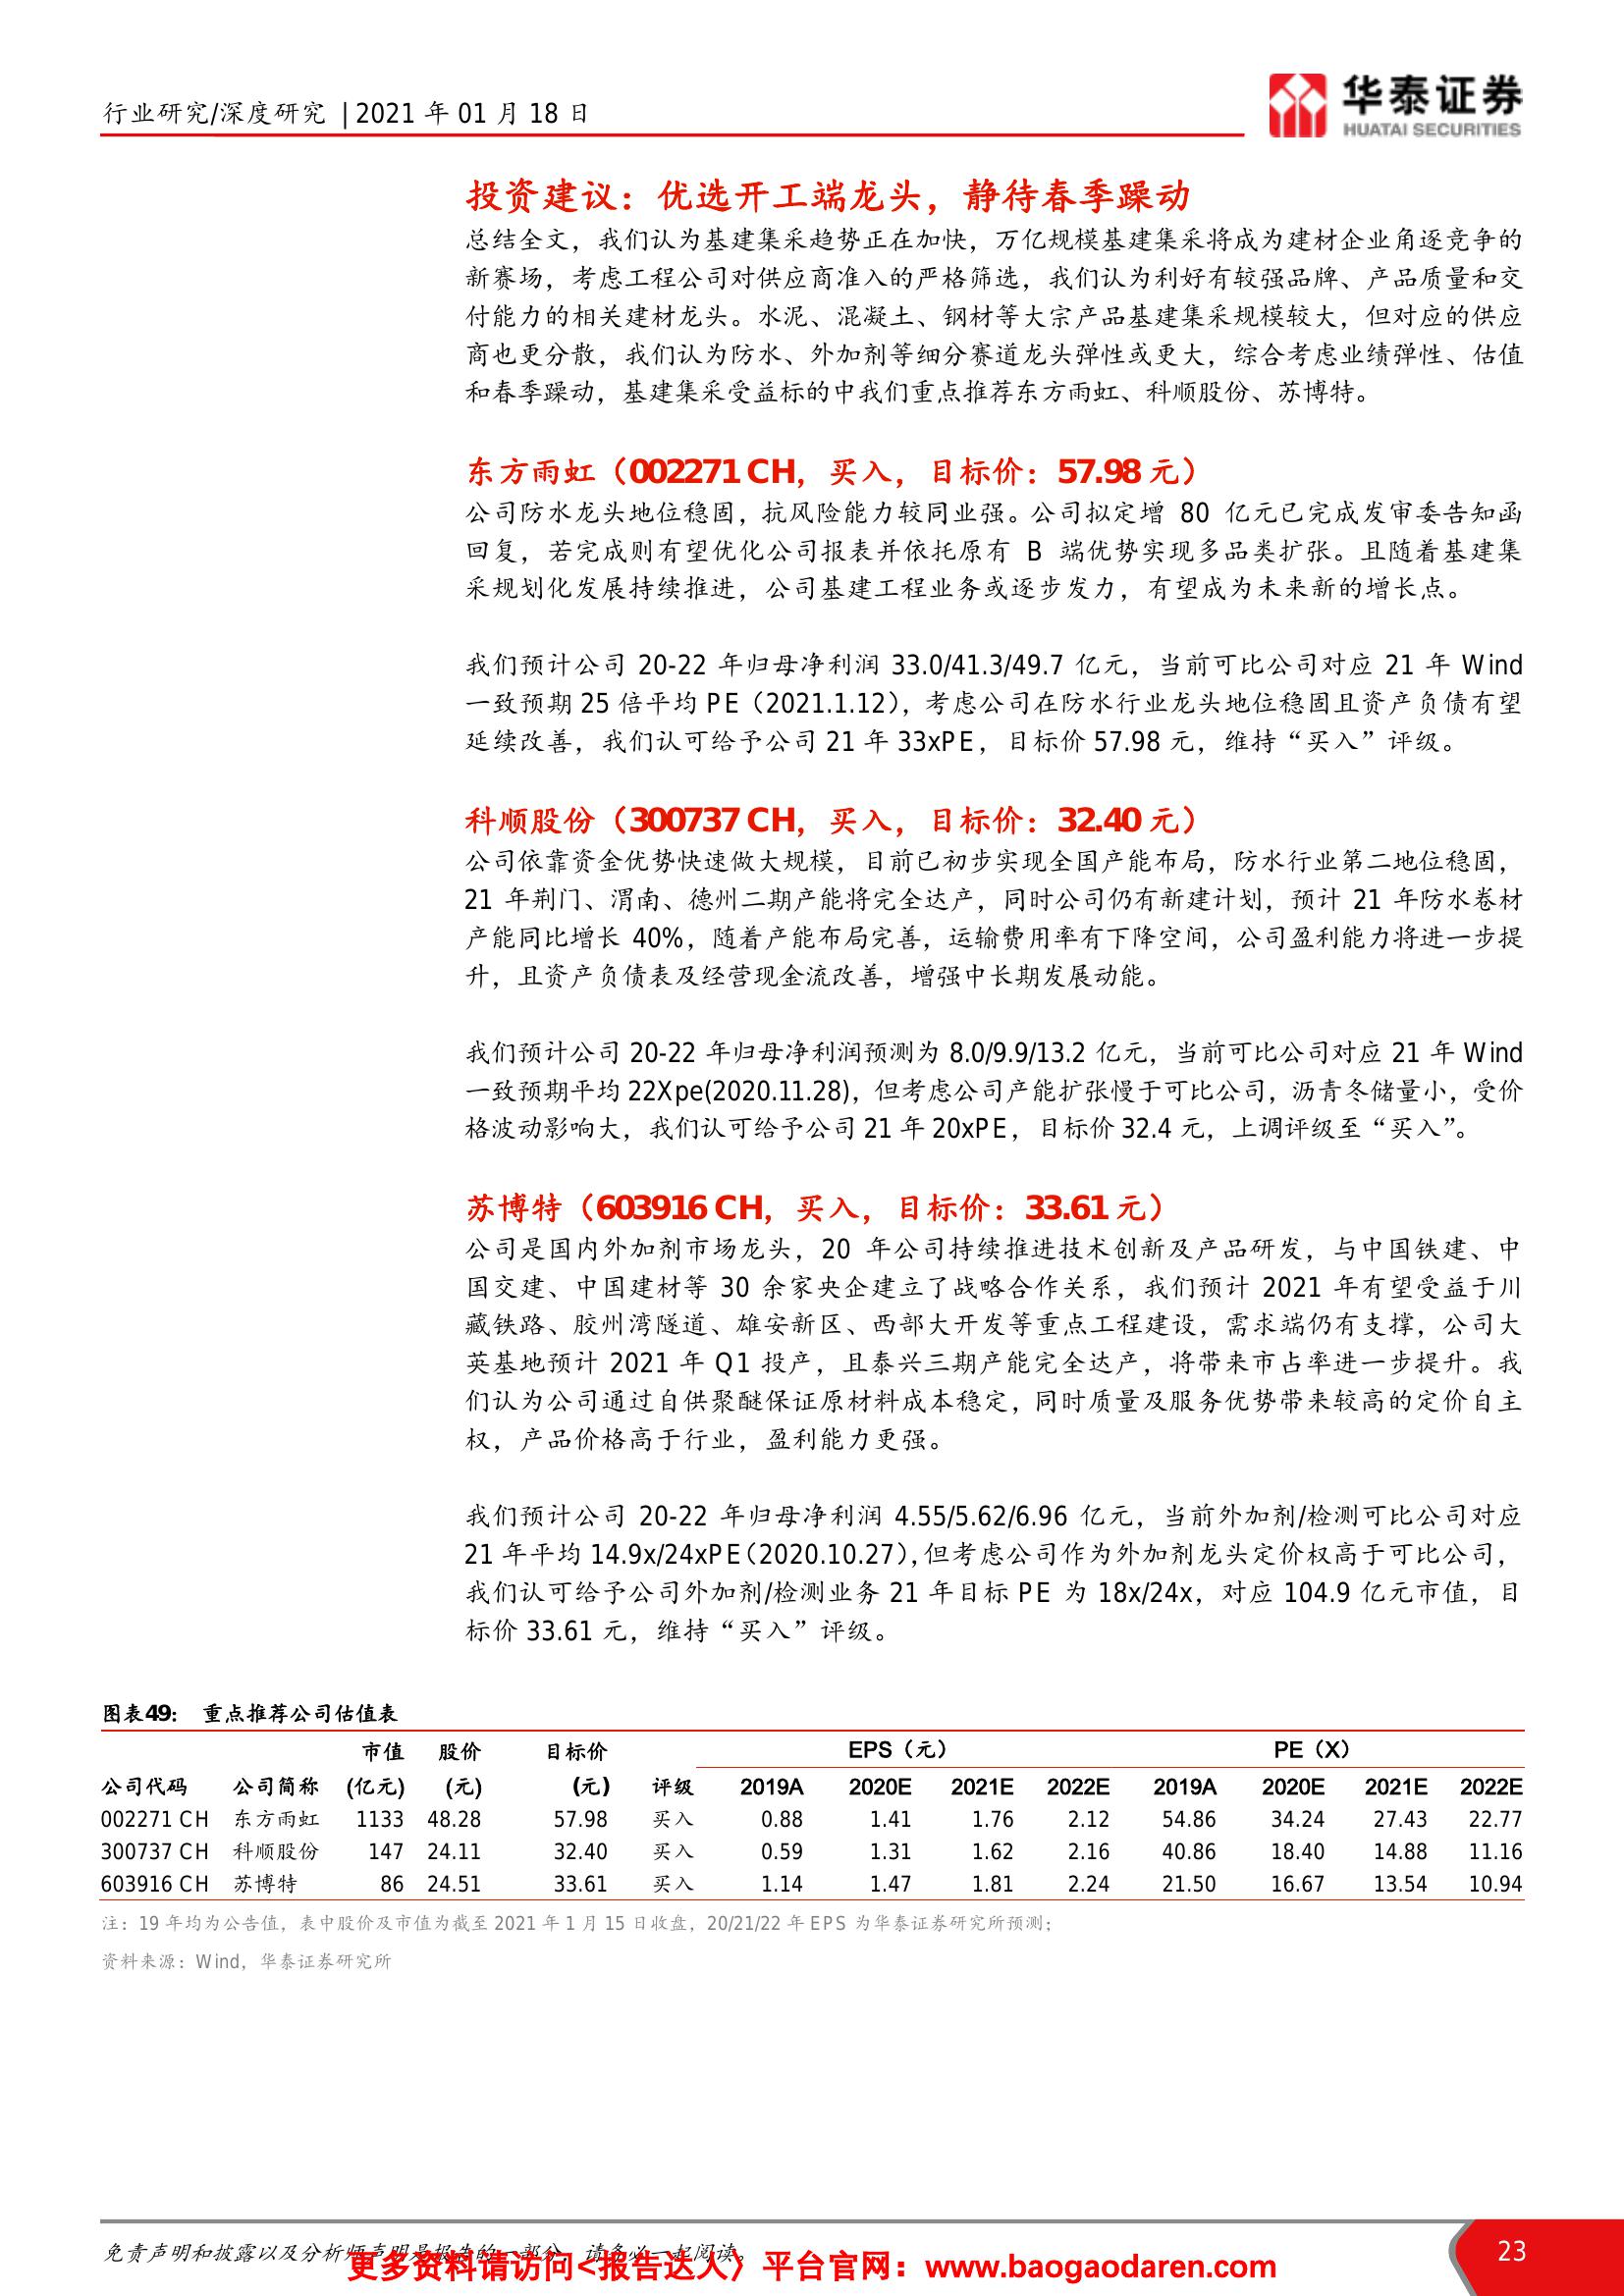 行业研究/深度研究 | 2021 年 01 月 18 日
华泰证券
HUATAI SECURITIES
投资建议：优选开工端龙头，静待春季躁动
总结全文，我们认为基建集采趋势正在加快，万亿规模基建集采将成为建材企业角逐竞争的
新赛场，考虑工程公司对供应商准入的严格筛选，我们认为利好有较强品牌、产品质量和交
付能力的相关建材龙头。水泥、混凝土、钢材等大宗产品基建集采规模较大，但对应的供应
商也更分散，我们认为防水、外加剂等细分赛道龙头弹性或更大，综合考虑业绩弹性、估值
和春季躁动，基建集采受益标的中我们重点推荐东方雨虹、科顺股份、苏博特。
东方雨虹（002271 CH，买入，目标价：57.98 元）
公司防水龙头地位稳固，抗风险能力较同业强。公司拟定增 80 亿元已完成发审委告知函
回复，若完成则有望优化公司报表并依托原有 B 端优势实现多品类扩张。且随着基建集
采规划化发展持续推进，公司基建工程业务或逐步发力，有望成为未来新的增长点。
我们预计公司 20-22 年归母净利润 33.0/41.3/49.7 亿元，当前可比公司对应 21 年 Wind
一致预期 25 倍平均 PE（2021.1.12），考虑公司在防水行业龙头地位稳固且资产负债有望
延续改善，我们认可给予公司 21 年 33xPE，目标价 57.98 元，维持“买入”评级。
科顺股份（300737 CH，买入，目标价：32.40 元）
公司依靠资金优势快速做大规模，目前已初步实现全国产能布局，防水行业第二地位稳固，
21 年荆门、渭南、德州二期产能将完全达产，同时公司仍有新建计划，预计 21 年防水卷材
产能同比增长 40%，随着产能布局完善，运输费用率有下降空间，公司盈利能力将进一步提
升，且资产负债表及经营现金流改善，增强中长期发展动能。
我们预计公司 20-22 年归母净利润预测为 8.0/9.9/13.2 亿元，当前可比公司对应 21 年 Wind
一致预期平均 22Xpe(2020.11.28)，但考虑公司产能扩张慢于可比公司，沥青冬储量小，受价
格波动影响大，我们认可给予公司 21 年 20xPE，目标价 32.4 元，上调评级至“买入”。
苏博特（603916 CH，买入，目标价：33.61 元）
公司是国内外加剂市场龙头，20 年公司持续推进技术创新及产品研发，与中国铁建、中
国交建、中国建材等 30 余家央企建立了战略合作关系，我们预计 2021 年有望受益于川
藏铁路、胶州湾隧道、雄安新区、西部大开发等重点工程建设，需求端仍有支撑，公司大
英基地预计 2021 年 Q1 投产，且泰兴三期产能完全达产，将带来市占率进一步提升。我
们认为公司通过自供聚醚保证原材料成本稳定，同时质量及服务优势带来较高的定价自主
权，产品价格高于行业，盈利能力更强。
我们预计公司 20-22 年归母净利润 4.55/5.62/6.96 亿元，当前外加剂/检测可比公司对应
21 年平均 14.9x/24xPE（2020.10.27），但考虑公司作为外加剂龙头定价权高于可比公司，
我们认可给予公司外加剂/检测业务 21 年目标 PE 为 18x/24x，对应 104.9 亿元市值，目
标价 33.61 元，维持“买入”评级。
图表49： 重点推荐公司估值表
市值 股价 目标价 EPS（元） PE（X）
公司代码 公司简称 (亿元) (元) (元) 评级 2019A 2020E 2021E 2022E 2019A 2020E 2021E 2022E
002271 CH 东方雨虹 1133 48.28 57.98 买入 0.88 1.41 1.76 2.12 54.86 34.24 27.43 22.77
300737 CH 科顺股份 147 24.11 32.40 买入 0.59 1.31 1.62 2.16 40.86 18.40 14.88 11.16
603916 CH 苏博特 86 24.51 33.61 买入 1.14 1.47 1.81 2.24 21.50 16.67 13.54 10.94
注：19 年均为公告值，表中股价及市值为截至 2021 年 1 月 15 日收盘，20/21/22 年 EPS 为华泰证券研究所预测；
资料来源：Wind，华泰证券研究所
免责声明和披露以及分析师声明是报告的一部分，请务必一起阅读。
23
更多资料请访问<报告达人〉平台官网：www.baogaodaren.com